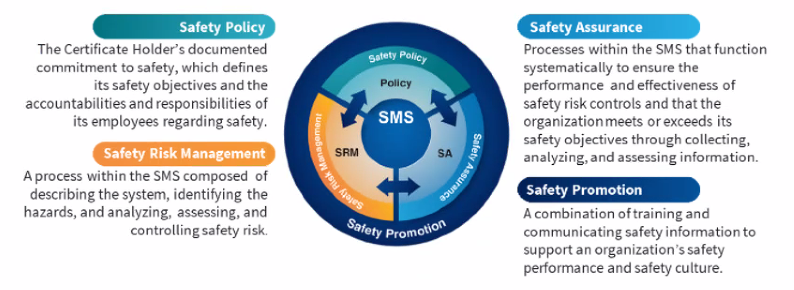 Safety Policy
The Certificate Holder's documented
commitment to safety, which defines
its safety objectives and the
accountabilities and responsibilities of
its employees regarding safety.
Safety Risk Management
A process within the SMS composed of
describing the system, identifying the
hazards, and analyzing, assessing, and
controlling safety risk.
Safety Policy
Policy
SMS
SRM
SA
Safety Risk Management
Safety Assurance
Safety Promotion
Safety Assurance
Processes within the SMS that function
systematically to ensure the
performance and effectiveness of
safety risk controls and that the
organization meets or exceeds its
safety objectives through collecting,
analyzing, and assessing information.
Safety Promotion
A combination of training and
communicating safety information to
support an organization's safety
performance and safety culture.